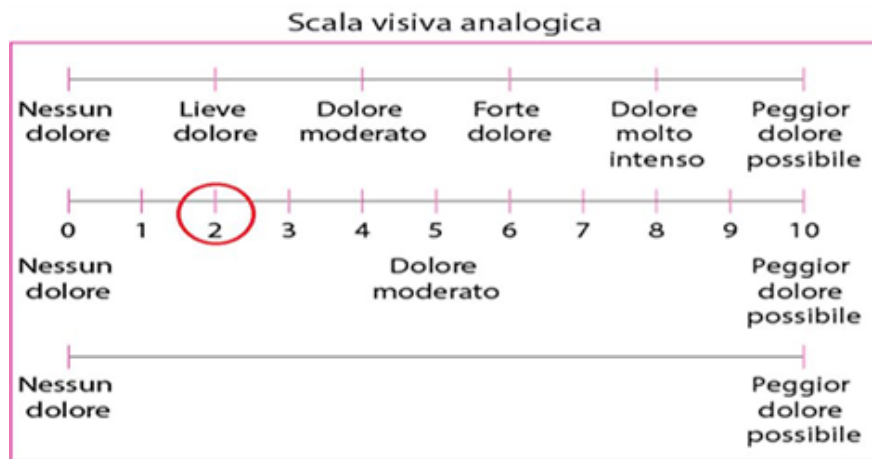 Scala visiva analogica
Nessun dolore
Lieve dolore
Dolore moderato
Forte dolore
Dolore molto intenso
Peggior dolore possibile
0 1 2 3 4 5 6 7 8 9 10
Nessun dolore
Dolore moderato
Peggior dolore possibile
Nessun dolore
Peggior dolore possibile